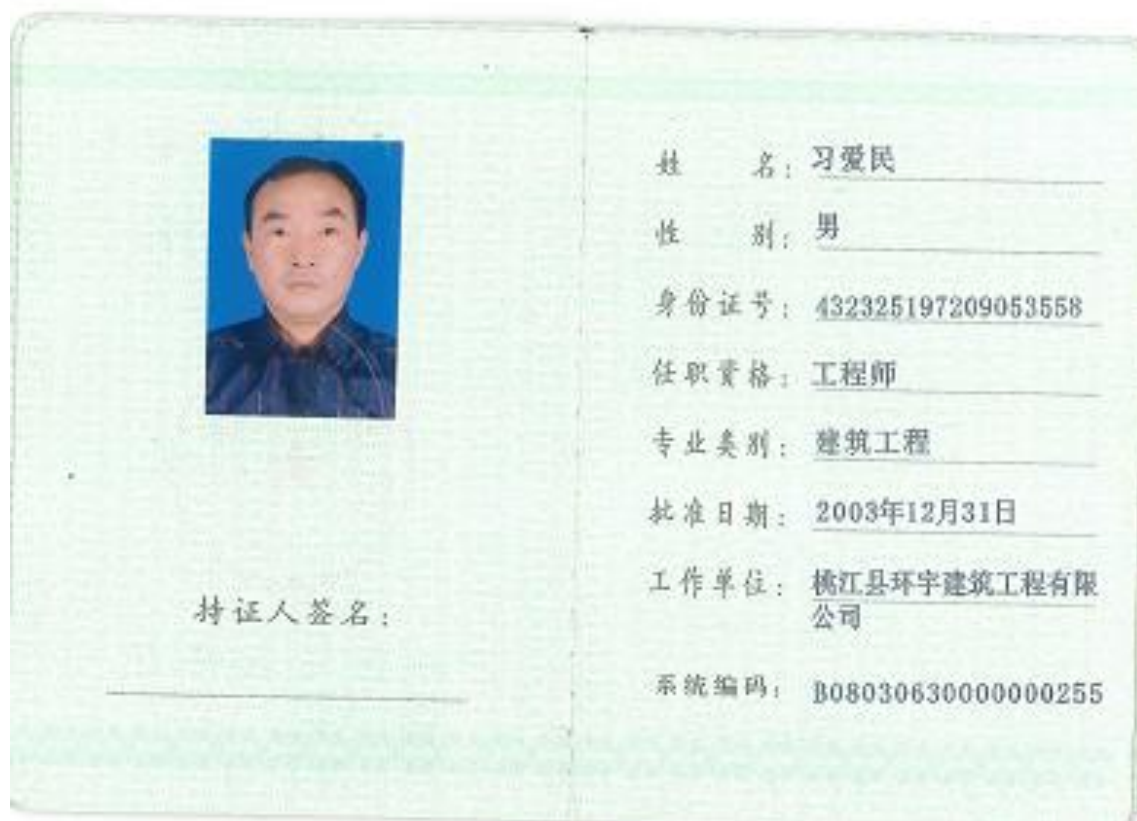 持证人签名：
姓 名：习爱民
性 别：男
身份证号：432325197209053558
任职资格：工程师
专业类别：建筑工程
批准日期：2003年12月31日
工作单位：桃江县环宇建筑工程有限
公司
系统编码：B08030630000000255